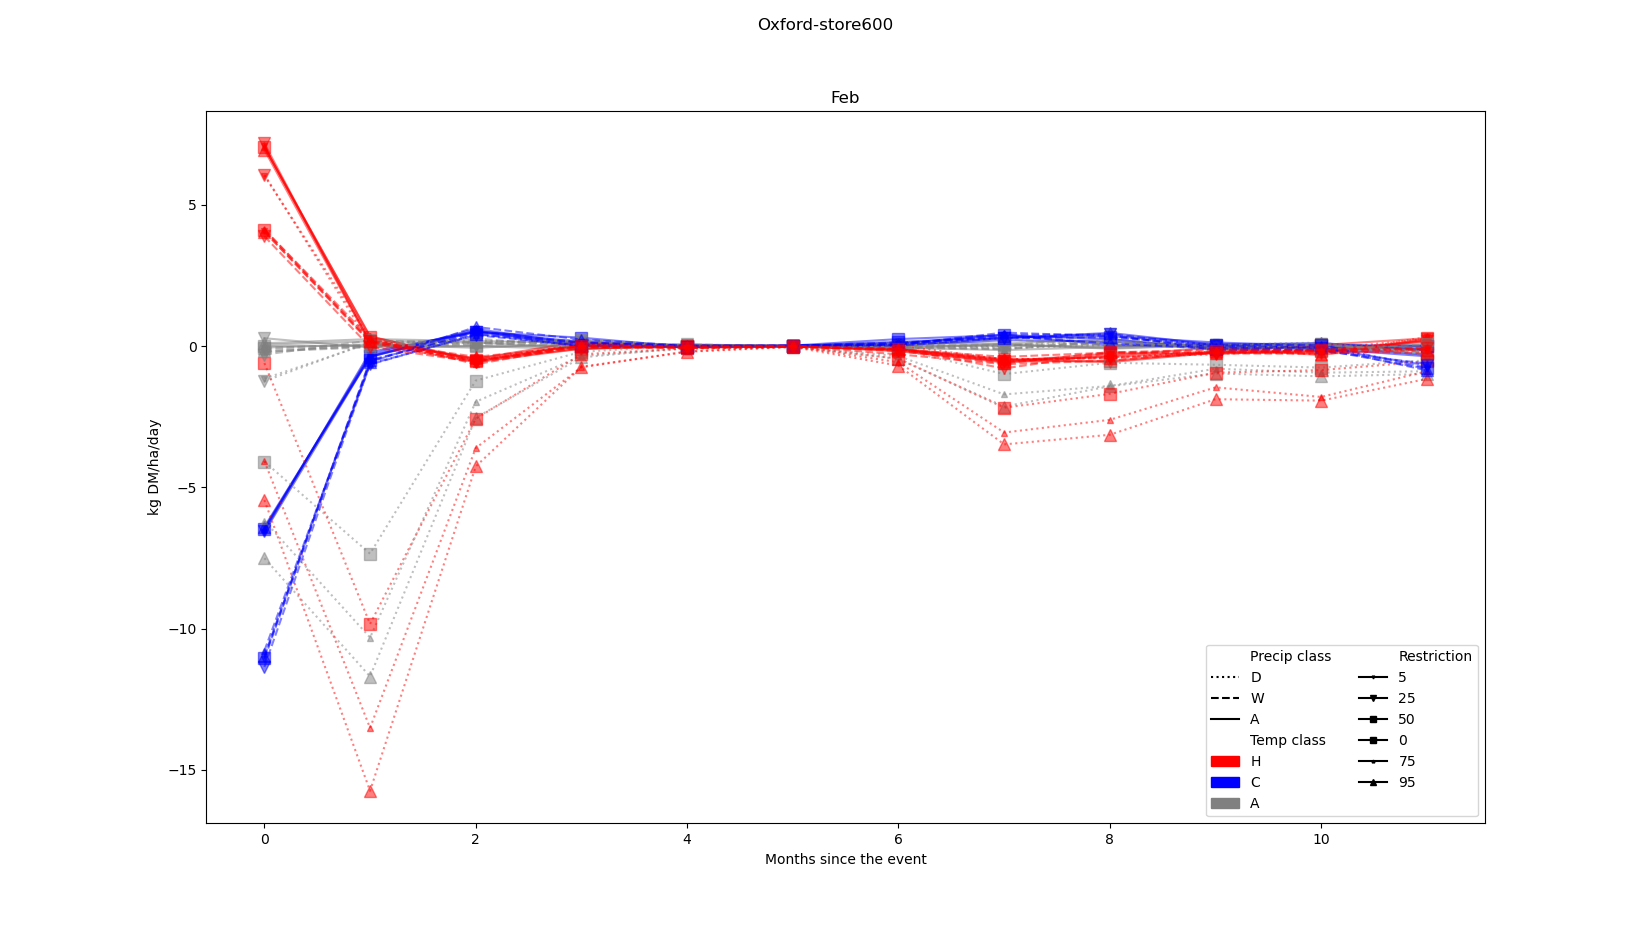 Oxford-store600
Feb
5
0
−5
−10
−15
kg DM/ha/day
0 2 4 6 8 10
Months since the event
Precip class
D
W
A
Temp class
H
C
A
Restriction
5
25
50
0
75
95